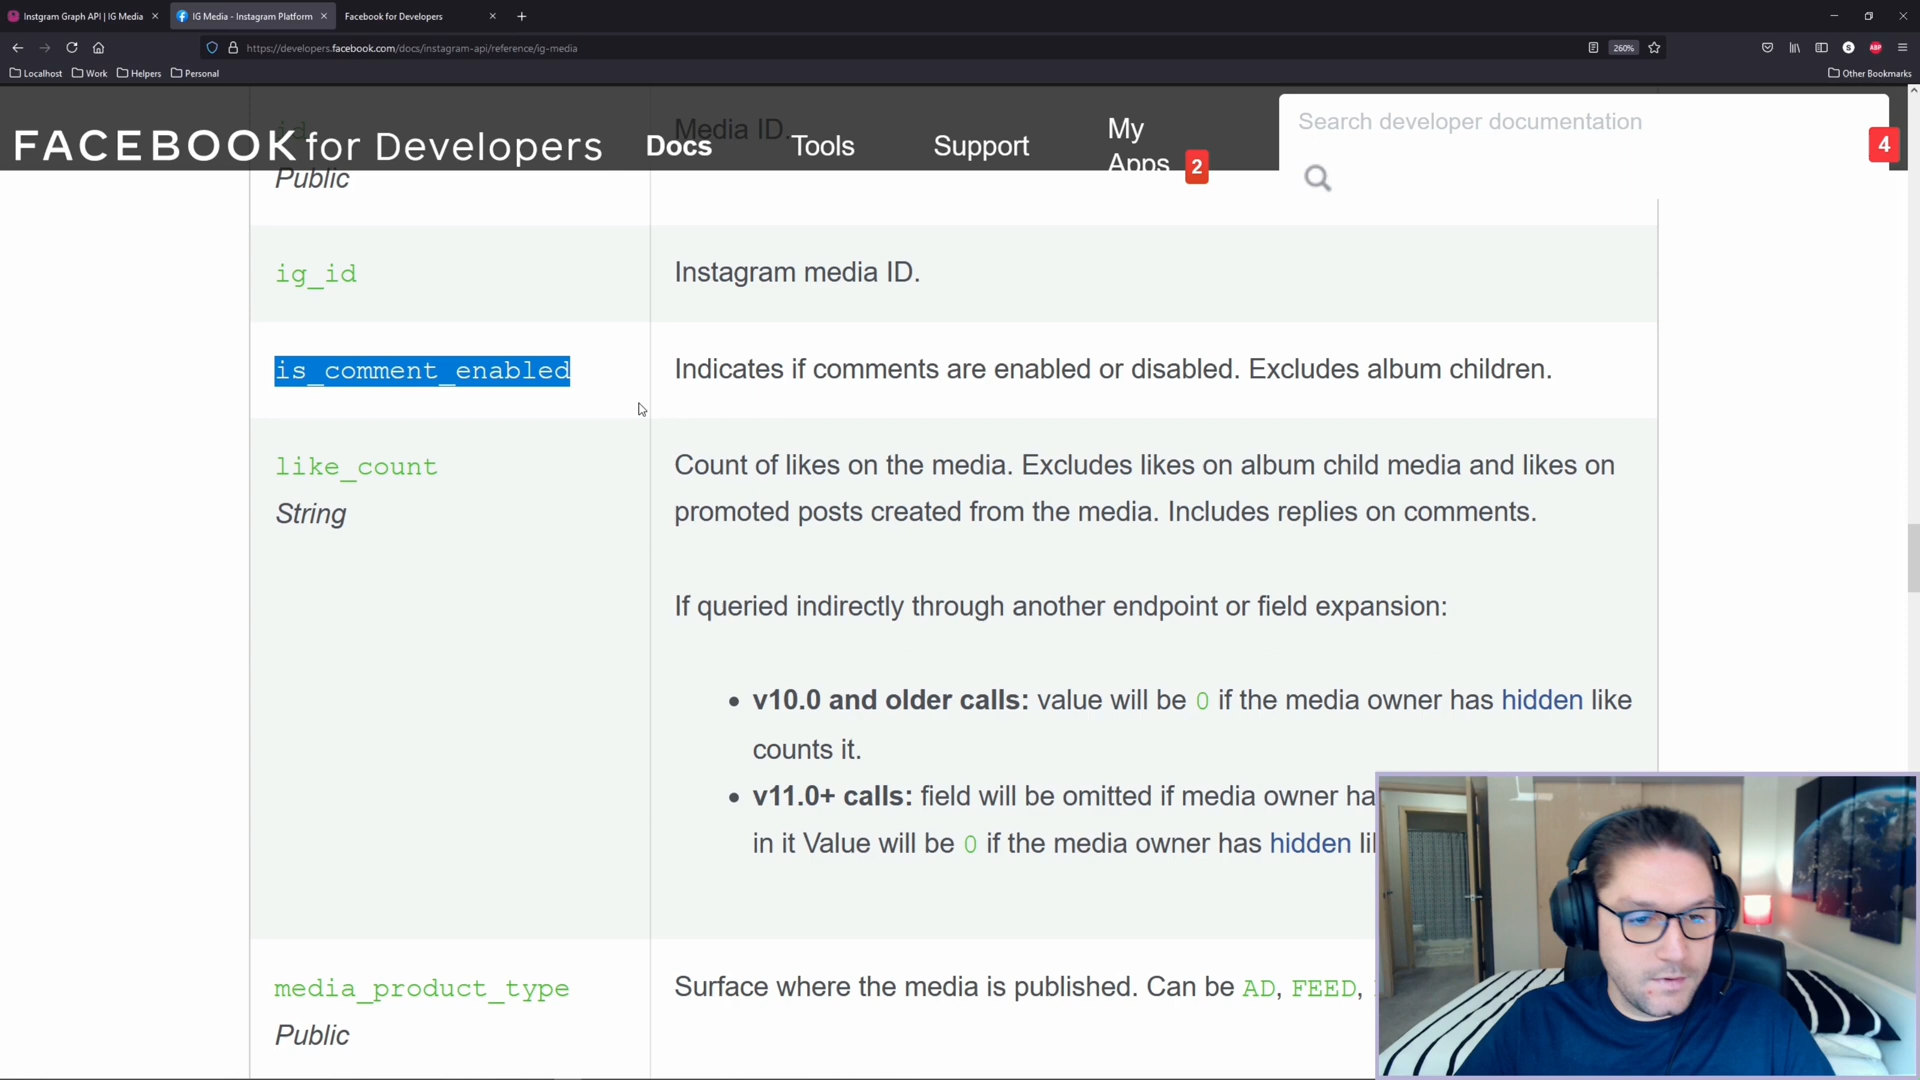 Instgram Graph API | IG Media
IG Media - Instagram Platform
Facebook for Developers
https://developers.facebook.com/docs/instagram-api/reference/ig-media
260%
ABP
Localhost
Work
Helpers
Personal
Other Bookmarks
FACEBOOK for Developers
Docs
Tools
Support
My
Apps
2
Search developer documentation
4
id
Media ID.
Public
ig_id
Instagram media ID.
is_comment_enabled
Indicates if comments are enabled or disabled. Excludes album children.
like_count
String
Count of likes on the media. Excludes likes on album child media and likes on
promoted posts created from the media. Includes replies on comments.
If queried indirectly through another endpoint or field expansion:
• v10.0 and older calls: value will be 0 if the media owner has hidden like
counts it.
• v11.0+ calls: field will be omitted if media owner ha
in it Value will be 0 if the media owner has hidden li
media_product_type
Public
Surface where the media is published. Can be AD, FEED,